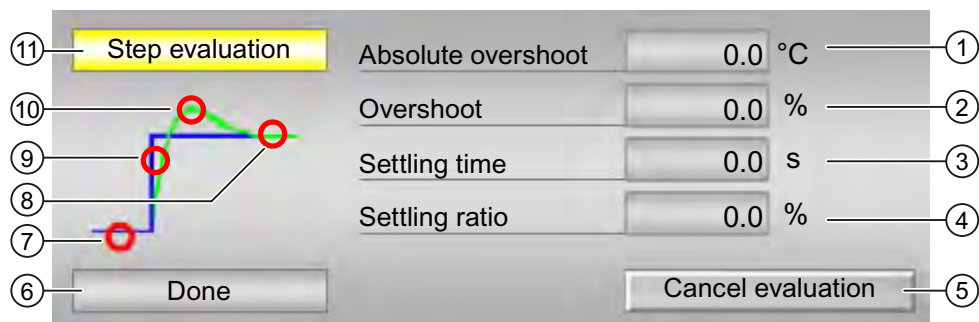 ⑪ Step evaluation
Absolute overshoot 0.0 °C ①
⑩ Overshoot 0.0 % ②
⑨ Settling time 0.0 s ③
⑧ Settling ratio 0.0 % ④
⑦
⑥ Done
Cancel evaluation ⑤